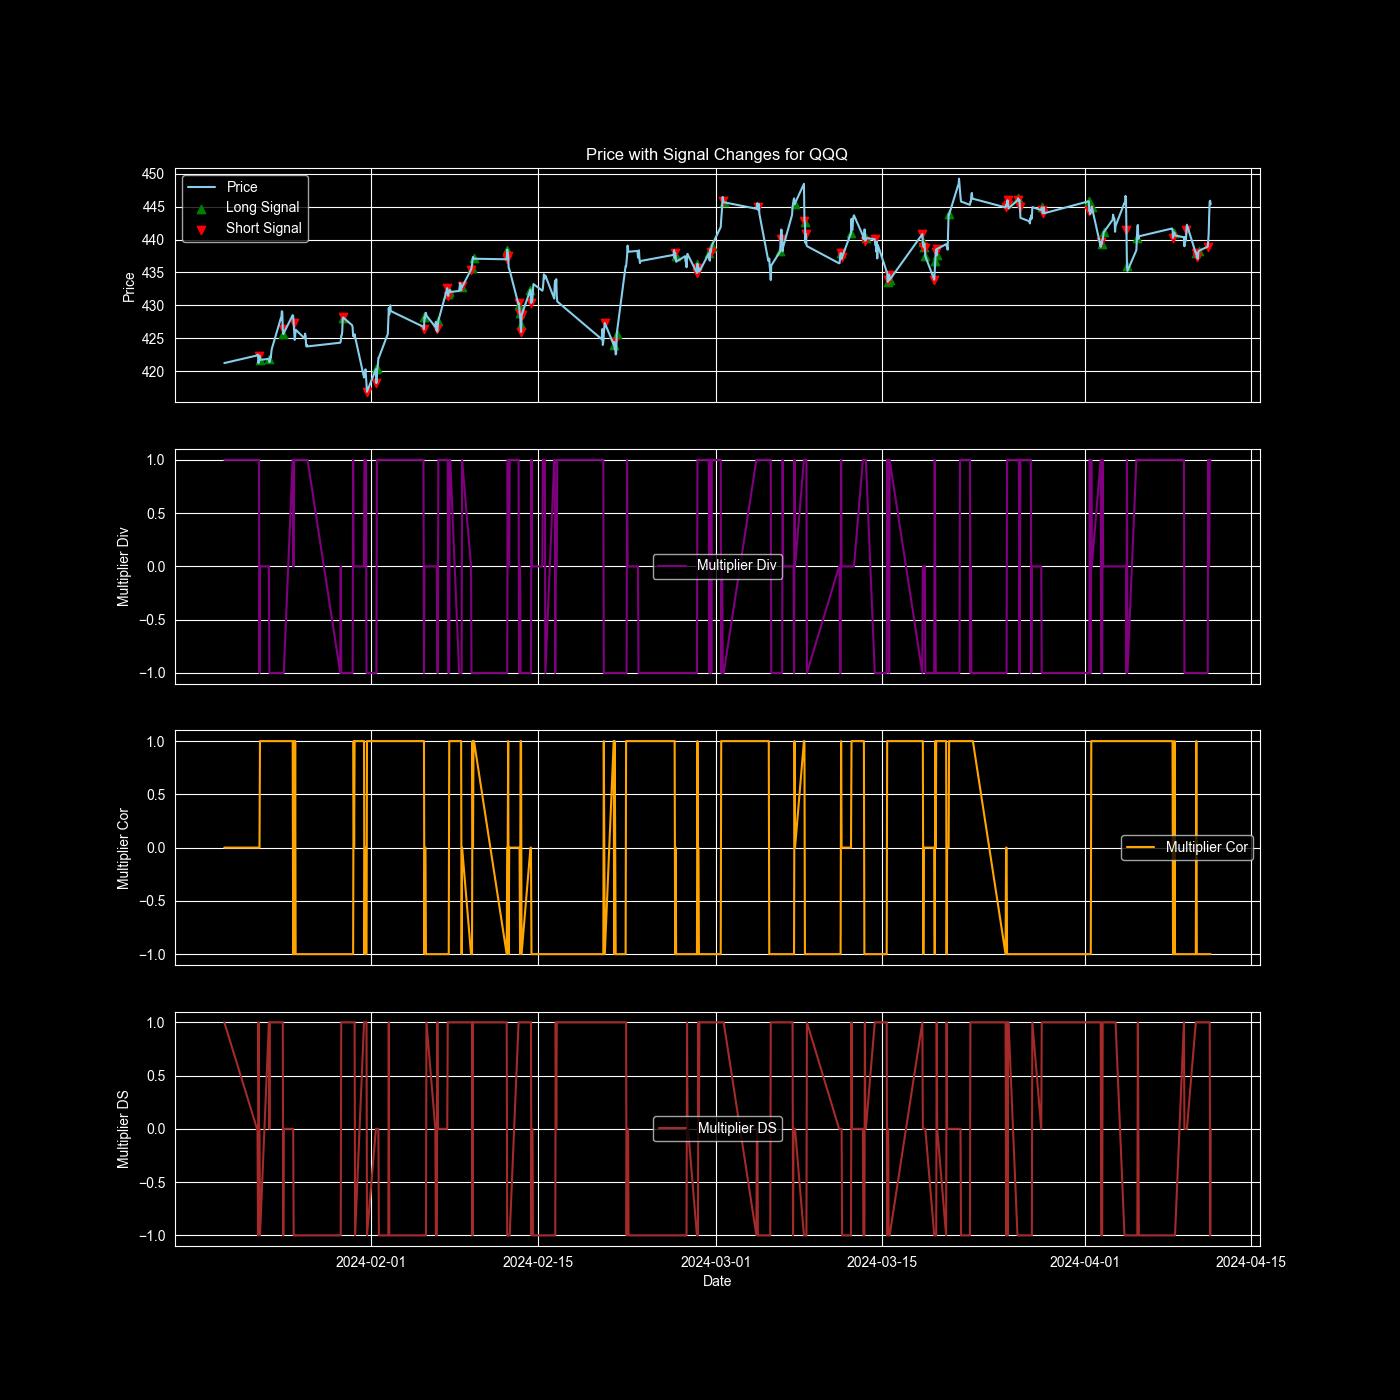 Price with Signal Changes for QQQ
450
445
440
435
430
425
420
Price
Price
Long Signal
Short Signal
1.0
0.5
0.0
−0.5
−1.0
Multiplier Div
Multiplier Div
1.0
0.5
0.0
−0.5
−1.0
Multiplier Cor
Multiplier Cor
1.0
0.5
0.0
−0.5
−1.0
Multiplier DS
Multiplier DS
2024-02-01 2024-02-15 2024-03-01 2024-03-15 2024-04-01 2024-04-15
Date